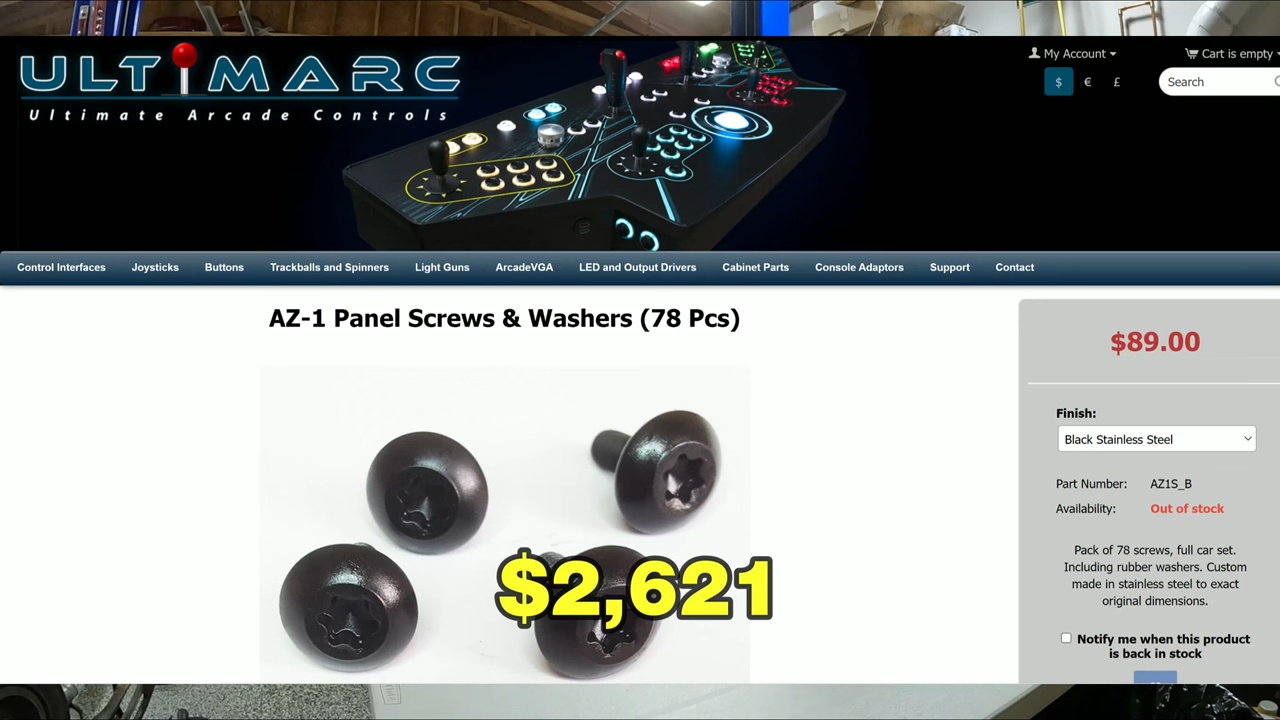 ULTIMARC
Ultimate Arcade Controls
My Account
Cart is empty
$ € £
Search
Control Interfaces Joysticks Buttons Trackballs and Spinners Light Guns ArcadeVGA LED and Output Drivers Cabinet Parts Console Adaptors Support Contact
AZ-1 Panel Screws & Washers (78 Pcs)
$89.00
Finish:
Black Stainless Steel
Part Number: AZ1S_B
Availability: Out of stock
Pack of 78 screws, full car set.
Including rubber washers. Custom
made in stainless steel to exact
original dimensions.
Notify me when this product
is back in stock
$2,621